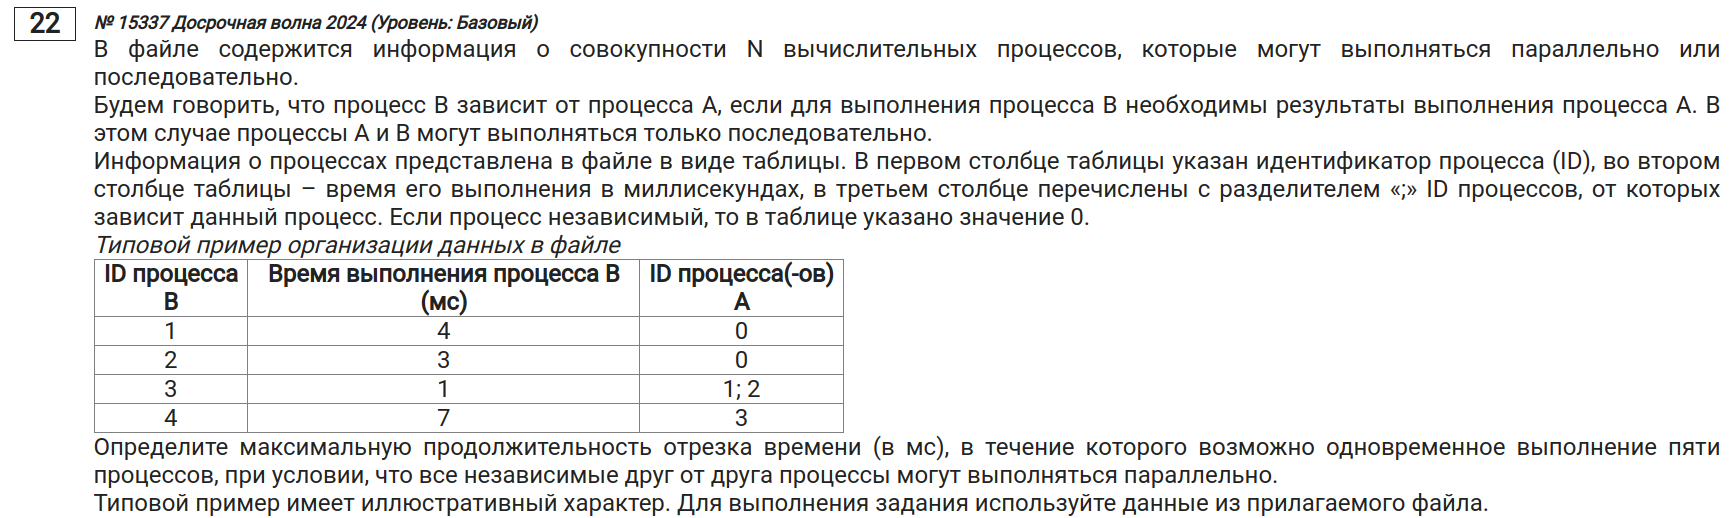 22
№ 15337 Досрочная волна 2024 (Уровень: Базовый)
В файле содержится информация о совокупности N вычислительных процессов, которые могут выполняться параллельно или
последовательно.
Будем говорить, что процесс B зависит от процесса A, если для выполнения процесса B необходимы результаты выполнения процесса A. В
этом случае процессы A и B могут выполняться только последовательно.
Информация о процессах представлена в файле в виде таблицы. В первом столбце таблицы указан идентификатор процесса (ID), во втором
столбце таблицы – время его выполнения в миллисекундах, в третьем столбце перечислены с разделителем «;» ID процессов, от которых
зависит данный процесс. Если процесс независимый, то в таблице указано значение 0.
Типовой пример организации данных в файле
ID процесса B | Время выполнения процесса B (мс) | ID процесса(-ов) A
1 4 0
2 3 0
3 1 1; 2
4 7 3
Определите максимальную продолжительность отрезка времени (в мс), в течение которого возможно одновременное выполнение пяти
процессов, при условии, что все независимые друг от друга процессы могут выполняться параллельно.
Типовой пример имеет иллюстративный характер. Для выполнения задания используйте данные из прилагаемого файла.